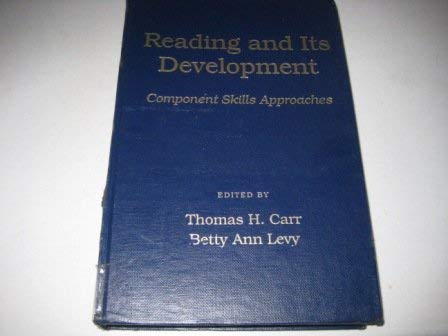 Reading and Its
Development
Component Skills Approaches
EDITED BY
Thomas H. Carr
Betty Ann Levy